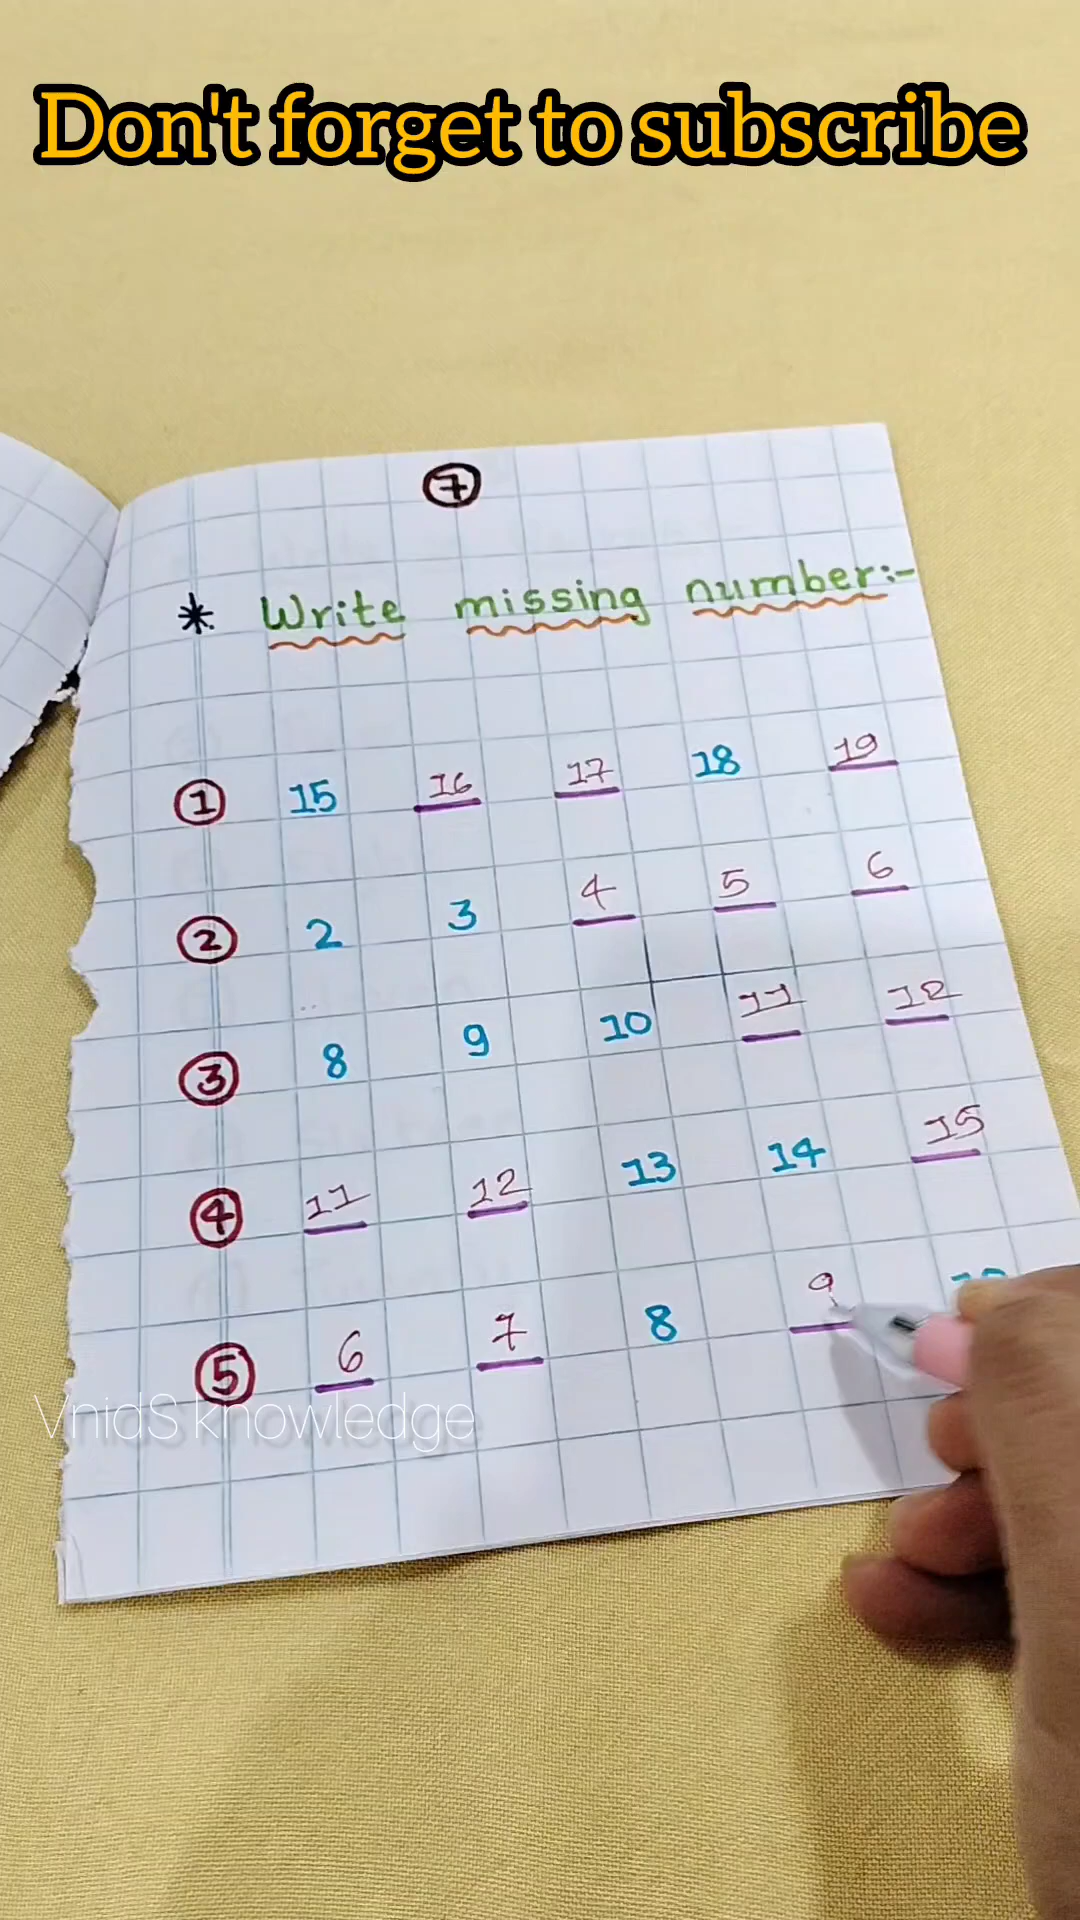 Don't forget to subscribe
7
* Write missing number:-
1 15 16 17 18 19
2 2 3 4 5 6
3 8 9 10 11 12
4 11 12 13 14 15
5 6 7 8 9
VnidS knowledge